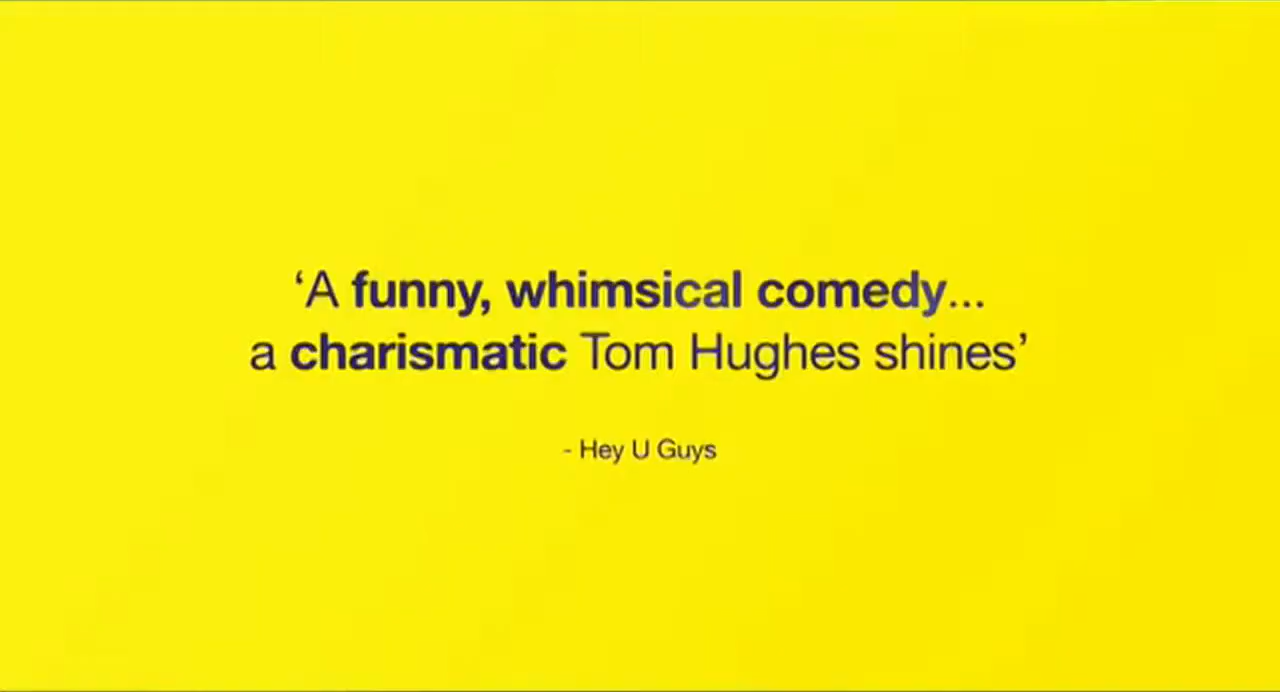 ‘A funny, whimsical comedy...
a charismatic Tom Hughes shines’
- Hey U Guys